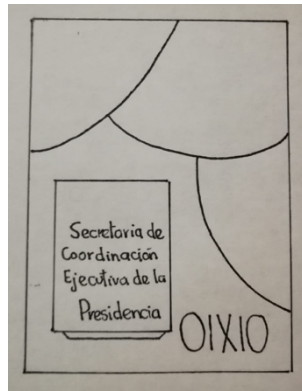 Secretaria de
Coordinación
Ejecutiva de la
Presidencia
OIXIO